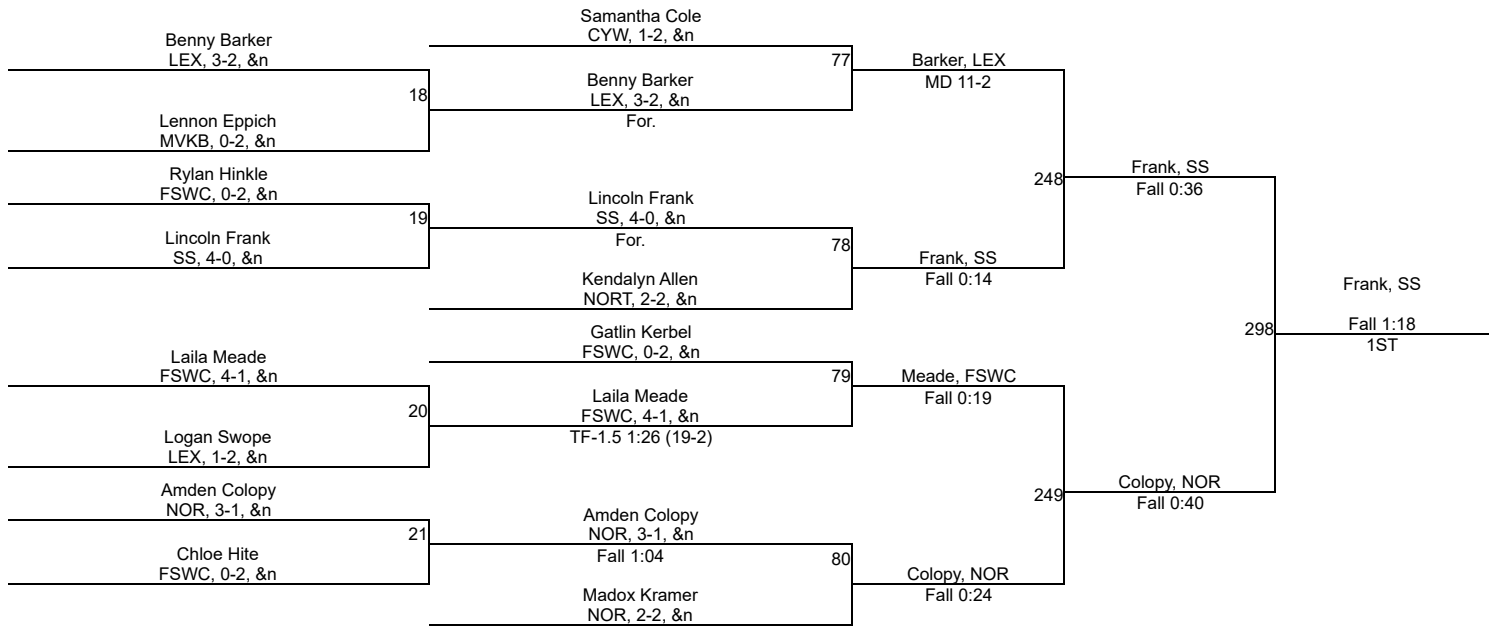 Benny Barker
LEX, 3-2, &n
18
Lennon Eppich
MVKB, 0-2, &n
Rylan Hinkle
FSWC, 0-2, &n
19
Lincoln Frank
SS, 4-0, &n
Laila Meade
FSWC, 4-1, &n
20
Logan Swope
LEX, 1-2, &n
Amden Colopy
NOR, 3-1, &n
21
Chloe Hite
FSWC, 0-2, &n
Samantha Cole
CYW, 1-2, &n
77
Benny Barker
LEX, 3-2, &n
For.
Lincoln Frank
SS, 4-0, &n
For.
78
Kendalyn Allen
NORT, 2-2, &n
Gatlin Kerbel
FSWC, 0-2, &n
79
Laila Meade
FSWC, 4-1, &n
TF-1.5 1:26 (19-2)
Amden Colopy
NOR, 3-1, &n
Fall 1:04
80
Madox Kramer
NOR, 2-2, &n
Barker, LEX
MD 11-2
248
Frank, SS
Fall 0:14
Meade, FSWC
Fall 0:19
249
Colopy, NOR
Fall 0:24
Frank, SS
Fall 0:36
298
Colopy, NOR
Fall 0:40
Frank, SS
Fall 1:18
1ST